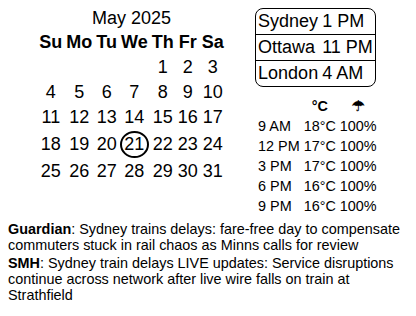 May 2025
Su Mo Tu We Th Fr Sa
1 2 3
4 5 6 7 8 9 10
11 12 13 14 15 16 17
18 19 20 21 22 23 24
25 26 27 28 29 30 31
Sydney 1 PM
Ottawa 11 PM
London 4 AM
°C ☂
9 AM 18°C 100%
12 PM 17°C 100%
3 PM 17°C 100%
6 PM 16°C 100%
9 PM 16°C 100%
Guardian: Sydney trains delays: fare-free day to compensate
commuters stuck in rail chaos as Minns calls for review
SMH: Sydney train delays LIVE updates: Service disruptions
continue across network after live wire falls on train at
Strathfield